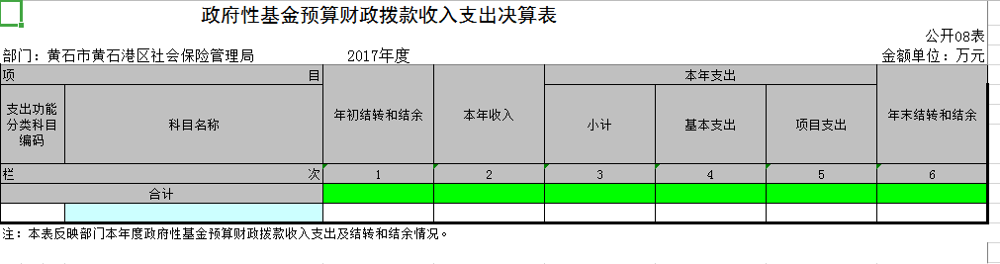 政府性基金预算财政拨款收入支出决算表
公开08表
部门：黄石市黄石港区社会保险管理局 2017年度 金额单位：万元
项 目 年初结转和结余 本年收入 本年支出 年末结转和结余
支出功能分类科目编码 科目名称 小计 基本支出 项目支出
栏 次 1 2 3 4 5 6
合计
注：本表反映部门本年度政府性基金预算财政拨款收入支出及结转和结余情况。